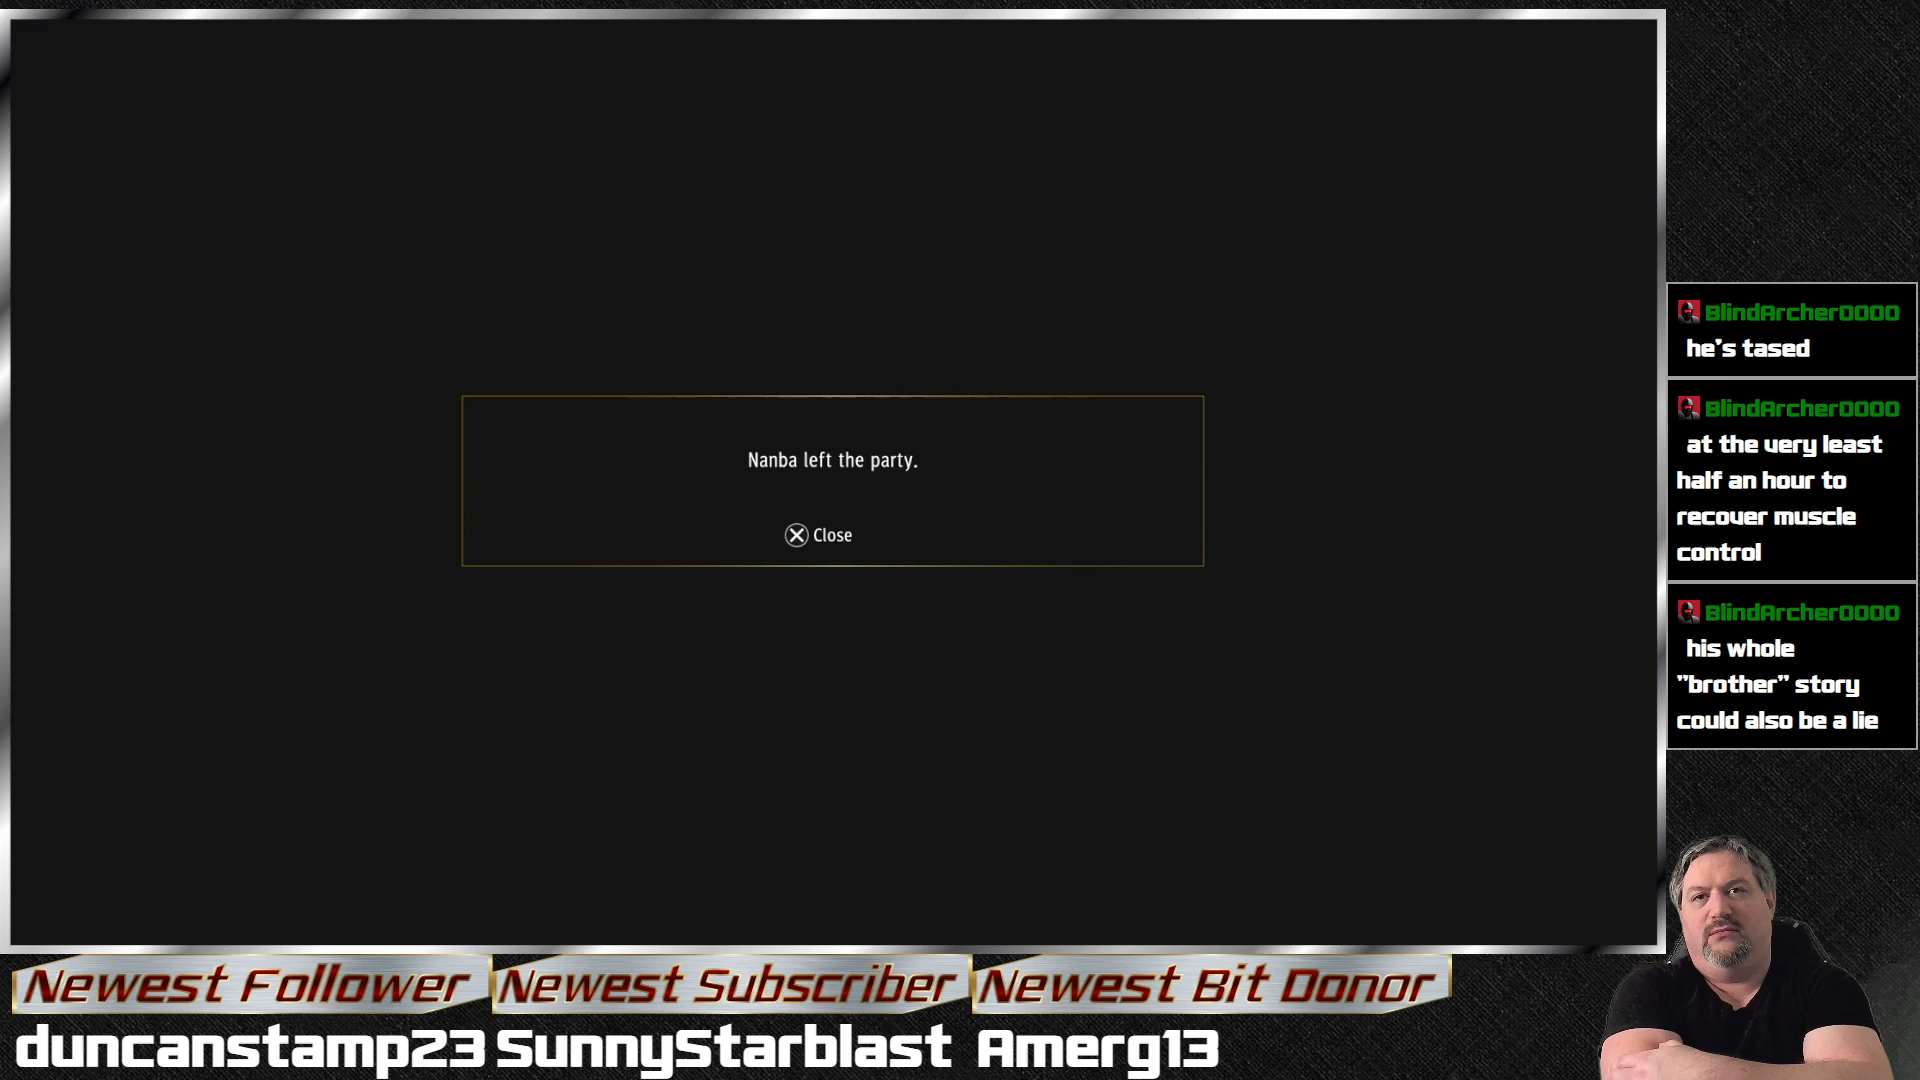 Nanba left the party.
Close
BlindArcher0000
he's tased
BlindArcher0000
at the very least
half an hour to
recover muscle
control
BlindArcher0000
his whole
"brother" story
could also be a lie
Newest Follower
duncanstamp23
Newest Subscriber
SunnyStarblast
Newest Bit Donor
Amerg13